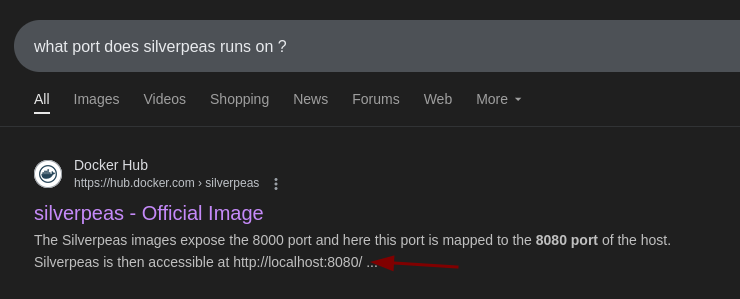 what port does silverpeas runs on ?
All Images Videos Shopping News Forums Web More
Docker Hub
https://hub.docker.com › silverpeas
silverpeas - Official Image
The Silverpeas images expose the 8000 port and here this port is mapped to the 8080 port of the host.
Silverpeas is then accessible at http://localhost:8080/ ...